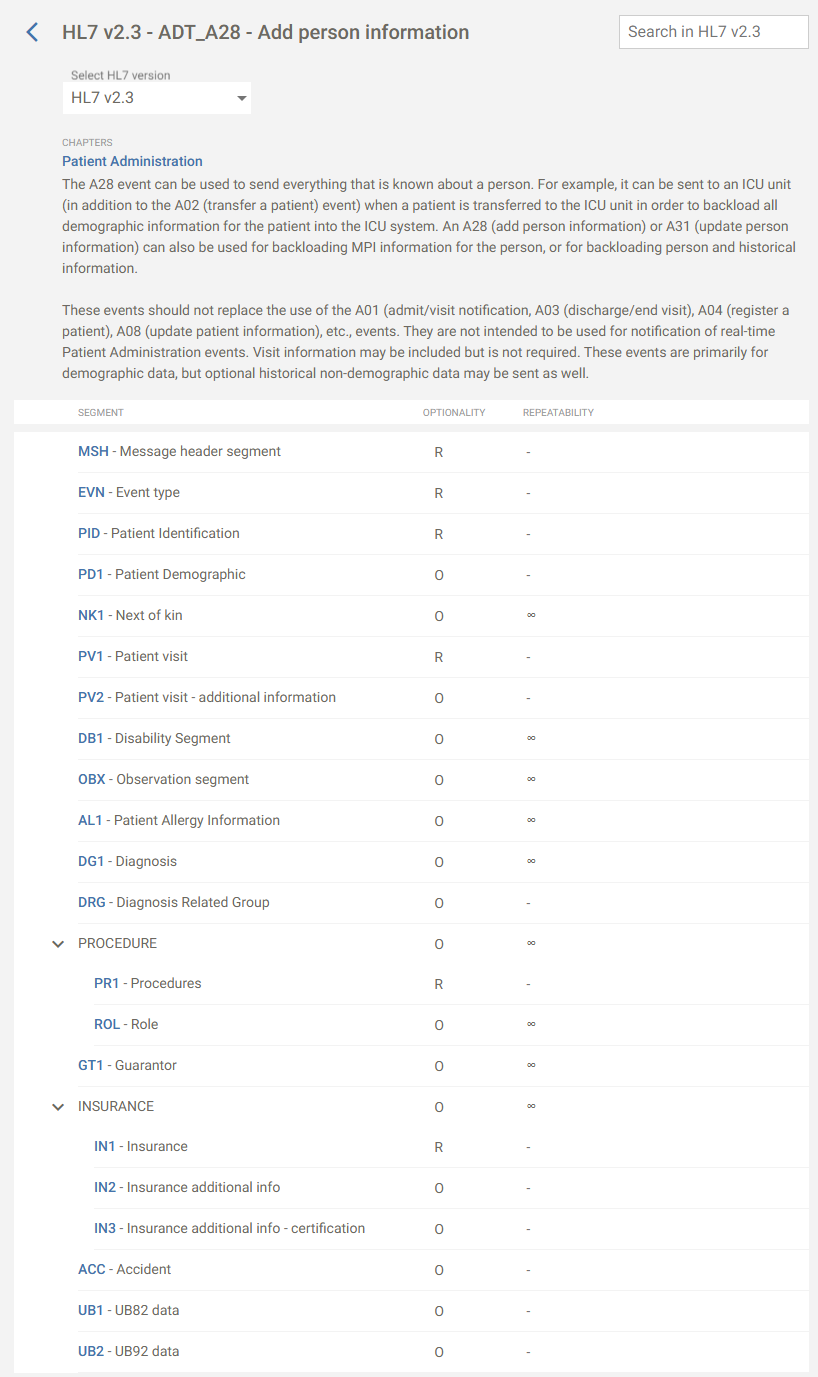 HL7 v2.3 - ADT_A28 - Add person information
Search in HL7 v2.3
Select HL7 version
HL7 v2.3
CHAPTERS
Patient Administration
The A28 event can be used to send everything that is known about a person. For example, it can be sent to an ICU unit
(in addition to the A02 (transfer a patient) event) when a patient is transferred to the ICU unit in order to backload all
demographic information for the patient into the ICU system. An A28 (add person information) or A31 (update person
information) can also be used for backloading MPI information for the person, or for backloading person and historical
information.
These events should not replace the use of the A01 (admit/visit notification, A03 (discharge/end visit), A04 (register a
patient), A08 (update patient information), etc., events. They are not intended to be used for notification of real-time
Patient Administration events. Visit information may be included but is not required. These events are primarily for
demographic data, but optional historical non-demographic data may be sent as well.
SEGMENT OPTIONALITY REPEATABILITY
MSH - Message header segment R -
EVN - Event type R -
PID - Patient Identification R -
PD1 - Patient Demographic O -
NK1 - Next of kin O ∞
PV1 - Patient visit R -
PV2 - Patient visit - additional information O -
DB1 - Disability Segment O ∞
OBX - Observation segment O ∞
AL1 - Patient Allergy Information O ∞
DG1 - Diagnosis O ∞
DRG - Diagnosis Related Group O -
PROCEDURE O ∞
PR1 - Procedures R -
ROL - Role O ∞
GT1 - Guarantor O ∞
INSURANCE O ∞
IN1 - Insurance R -
IN2 - Insurance additional info O -
IN3 - Insurance additional info - certification O -
ACC - Accident O -
UB1 - UB82 data O -
UB2 - UB92 data O -